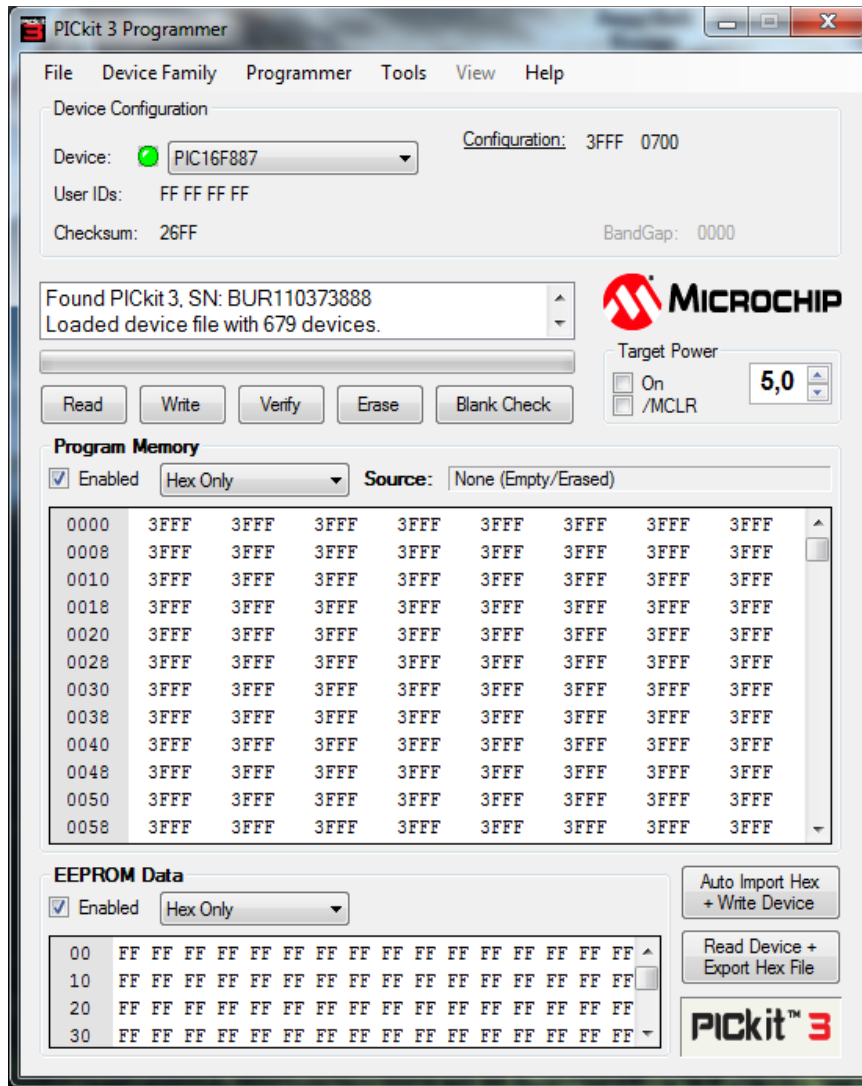 PICkit 3 Programmer
File Device Family Programmer Tools View Help
Device Configuration
Device: PIC16F887 Configuration: 3FFF 0700
User IDs: FF FF FF FF
Checksum: 26FF BandGap: 0000
Found PICkit 3, SN: BUR110373888
Loaded device file with 679 devices.
MICROCHIP
Target Power
On
/MCLR
5,0
Read Write Verify Erase Blank Check
Program Memory
Enabled Hex Only Source: None (Empty/Erased)
0000 3FFF 3FFF 3FFF 3FFF 3FFF 3FFF 3FFF 3FFF
0008 3FFF 3FFF 3FFF 3FFF 3FFF 3FFF 3FFF 3FFF
0010 3FFF 3FFF 3FFF 3FFF 3FFF 3FFF 3FFF 3FFF
0018 3FFF 3FFF 3FFF 3FFF 3FFF 3FFF 3FFF 3FFF
0020 3FFF 3FFF 3FFF 3FFF 3FFF 3FFF 3FFF 3FFF
0028 3FFF 3FFF 3FFF 3FFF 3FFF 3FFF 3FFF 3FFF
0030 3FFF 3FFF 3FFF 3FFF 3FFF 3FFF 3FFF 3FFF
0038 3FFF 3FFF 3FFF 3FFF 3FFF 3FFF 3FFF 3FFF
0040 3FFF 3FFF 3FFF 3FFF 3FFF 3FFF 3FFF 3FFF
0048 3FFF 3FFF 3FFF 3FFF 3FFF 3FFF 3FFF 3FFF
0050 3FFF 3FFF 3FFF 3FFF 3FFF 3FFF 3FFF 3FFF
0058 3FFF 3FFF 3FFF 3FFF 3FFF 3FFF 3FFF 3FFF
EEPROM Data
Enabled Hex Only
00 FF FF FF FF FF FF FF FF FF FF FF FF FF FF FF FF
10 FF FF FF FF FF FF FF FF FF FF FF FF FF FF FF FF
20 FF FF FF FF FF FF FF FF FF FF FF FF FF FF FF FF
30 FF FF FF FF FF FF FF FF FF FF FF FF FF FF FF FF
Auto Import Hex
+ Write Device
Read Device +
Export Hex File
PICkit™ 3